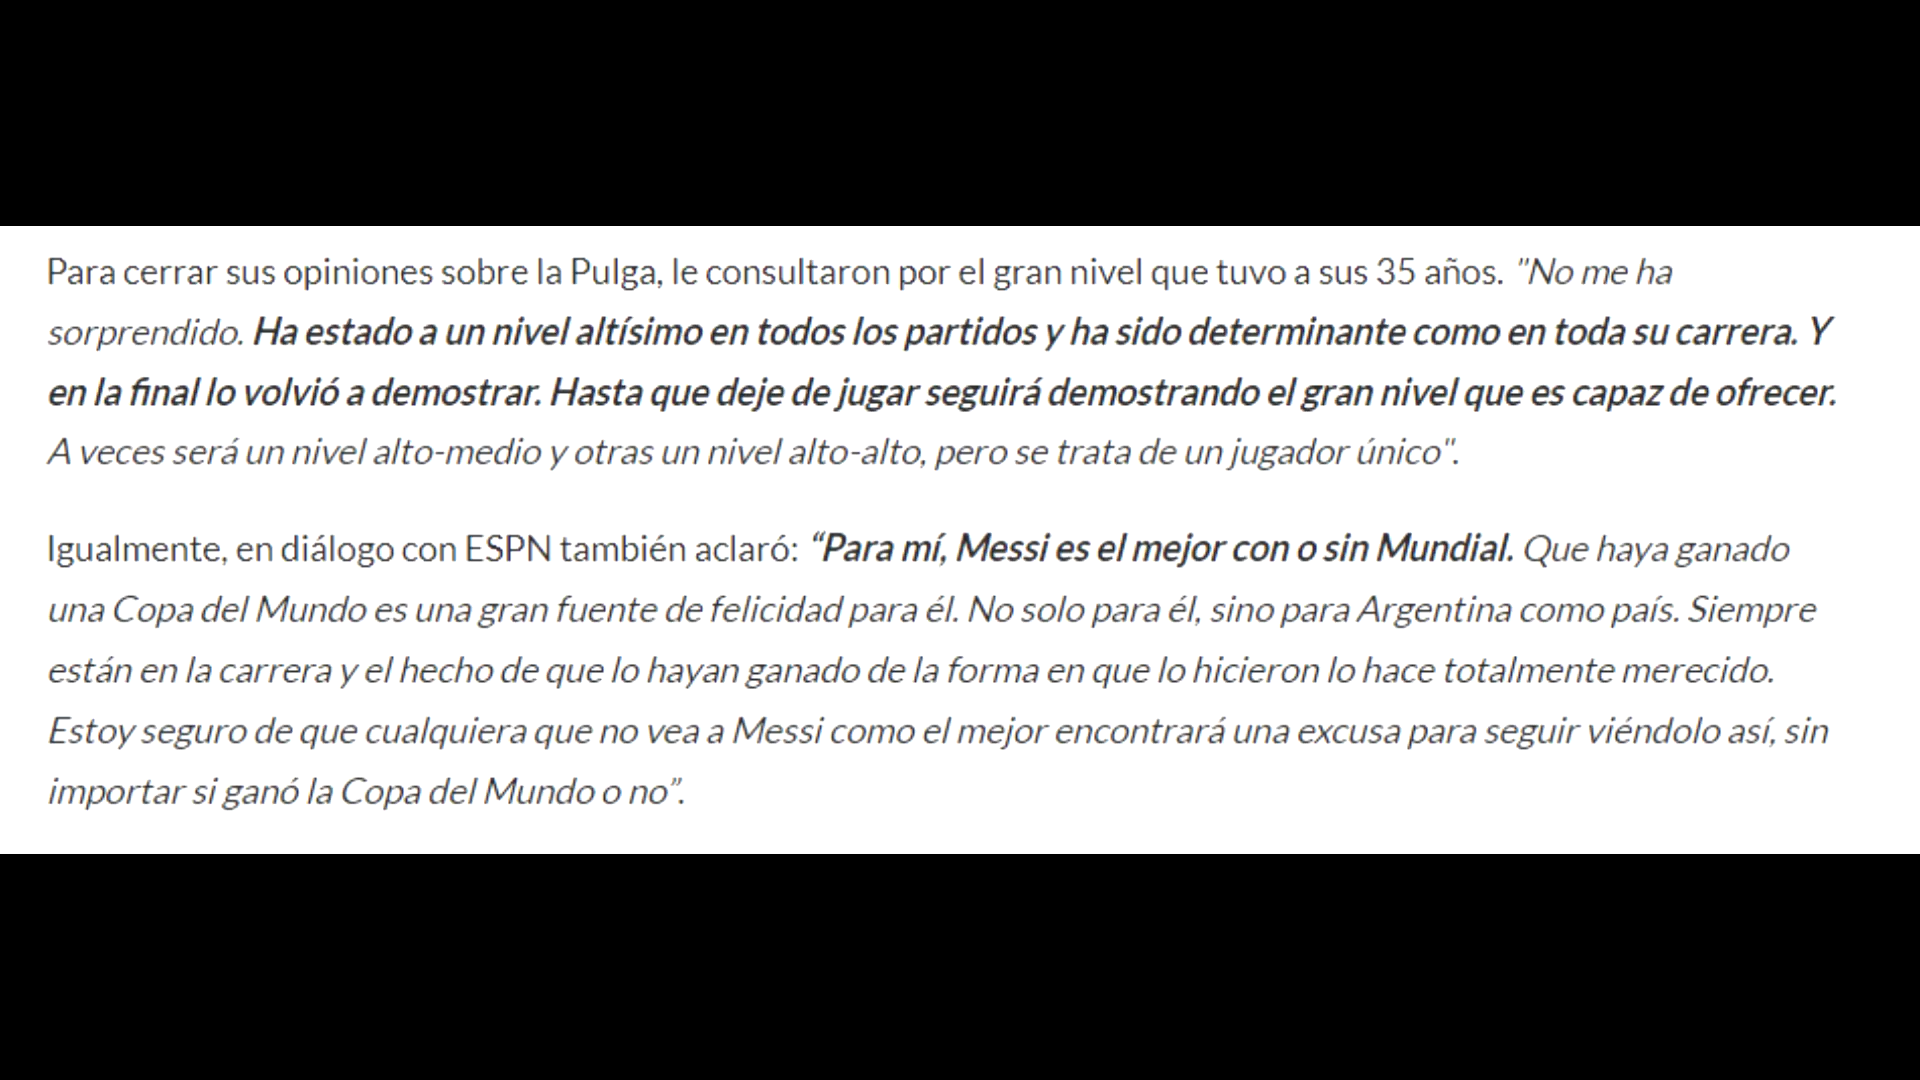 Para cerrar sus opiniones sobre la Pulga, le consultaron por el gran nivel que tuvo a sus 35 años. "No me ha
sorprendido. Ha estado a un nivel altísimo en todos los partidos y ha sido determinante como en toda su carrera. Y
en la final lo volvió a demostrar. Hasta que deje de jugar seguirá demostrando el gran nivel que es capaz de ofrecer.
A veces será un nivel alto-medio y otras un nivel alto-alto, pero se trata de un jugador único".
Igualmente, en diálogo con ESPN también aclaró: “Para mí, Messi es el mejor con o sin Mundial. Que haya ganado
una Copa del Mundo es una gran fuente de felicidad para él. No solo para él, sino para Argentina como país. Siempre
están en la carrera y el hecho de que lo hayan ganado de la forma en que lo hicieron lo hace totalmente merecido.
Estoy seguro de que cualquiera que no vea a Messi como el mejor encontrará una excusa para seguir viéndolo así, sin
importar si ganó la Copa del Mundo o no”.